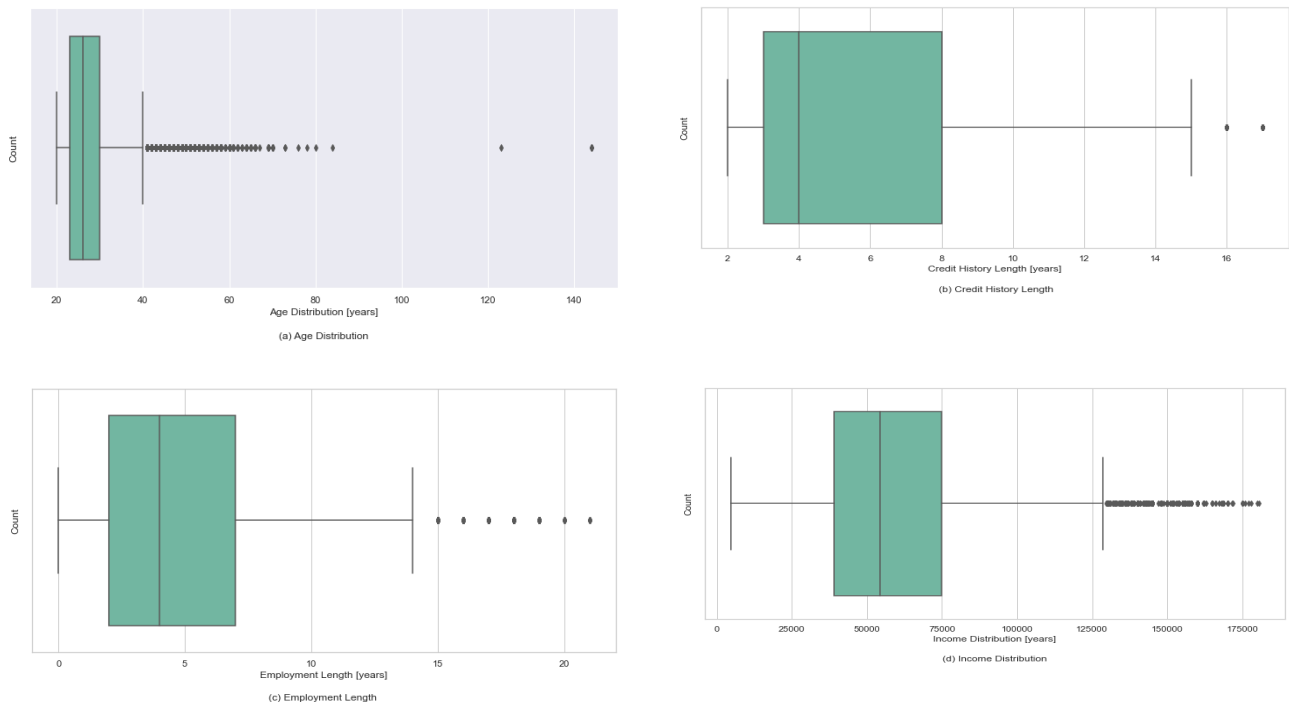 Count
20 40 60 80 100 120 140
Age Distribution [years]
(a) Age Distribution
Count
2 4 6 8 10 12 14 16
Credit History Length [years]
(b) Credit History Length
Count
0 5 10 15 20
Employment Length [years]
(c) Employment Length
Count
0 25000 50000 75000 100000 125000 150000 175000
Income Distribution [years]
(d) Income Distribution